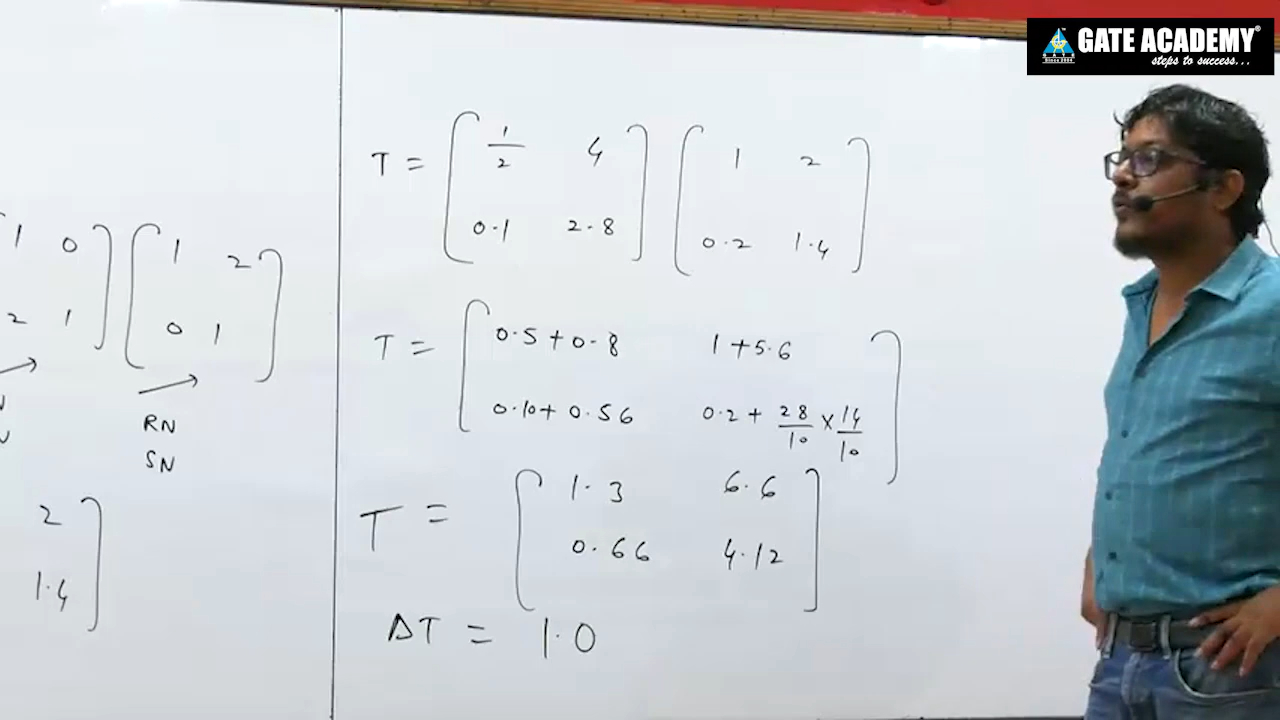 GATE ACADEMY®
GATE
Since 2004
steps to success...
1 0
2 1
1 2
0 1
RN
SN
2
1.4
T = [ 1/2 4 ] [ 1 2 ]
[ 0.1 2.8 ] [ 0.2 1.4 ]
T = [ 0.5 + 0.8 1 + 5.6 ]
[ 0.10 + 0.56 0.2 + 28/10 × 14/10 ]
T = [ 1.3 6.6 ]
[ 0.66 4.12 ]
ΔT = 1.0